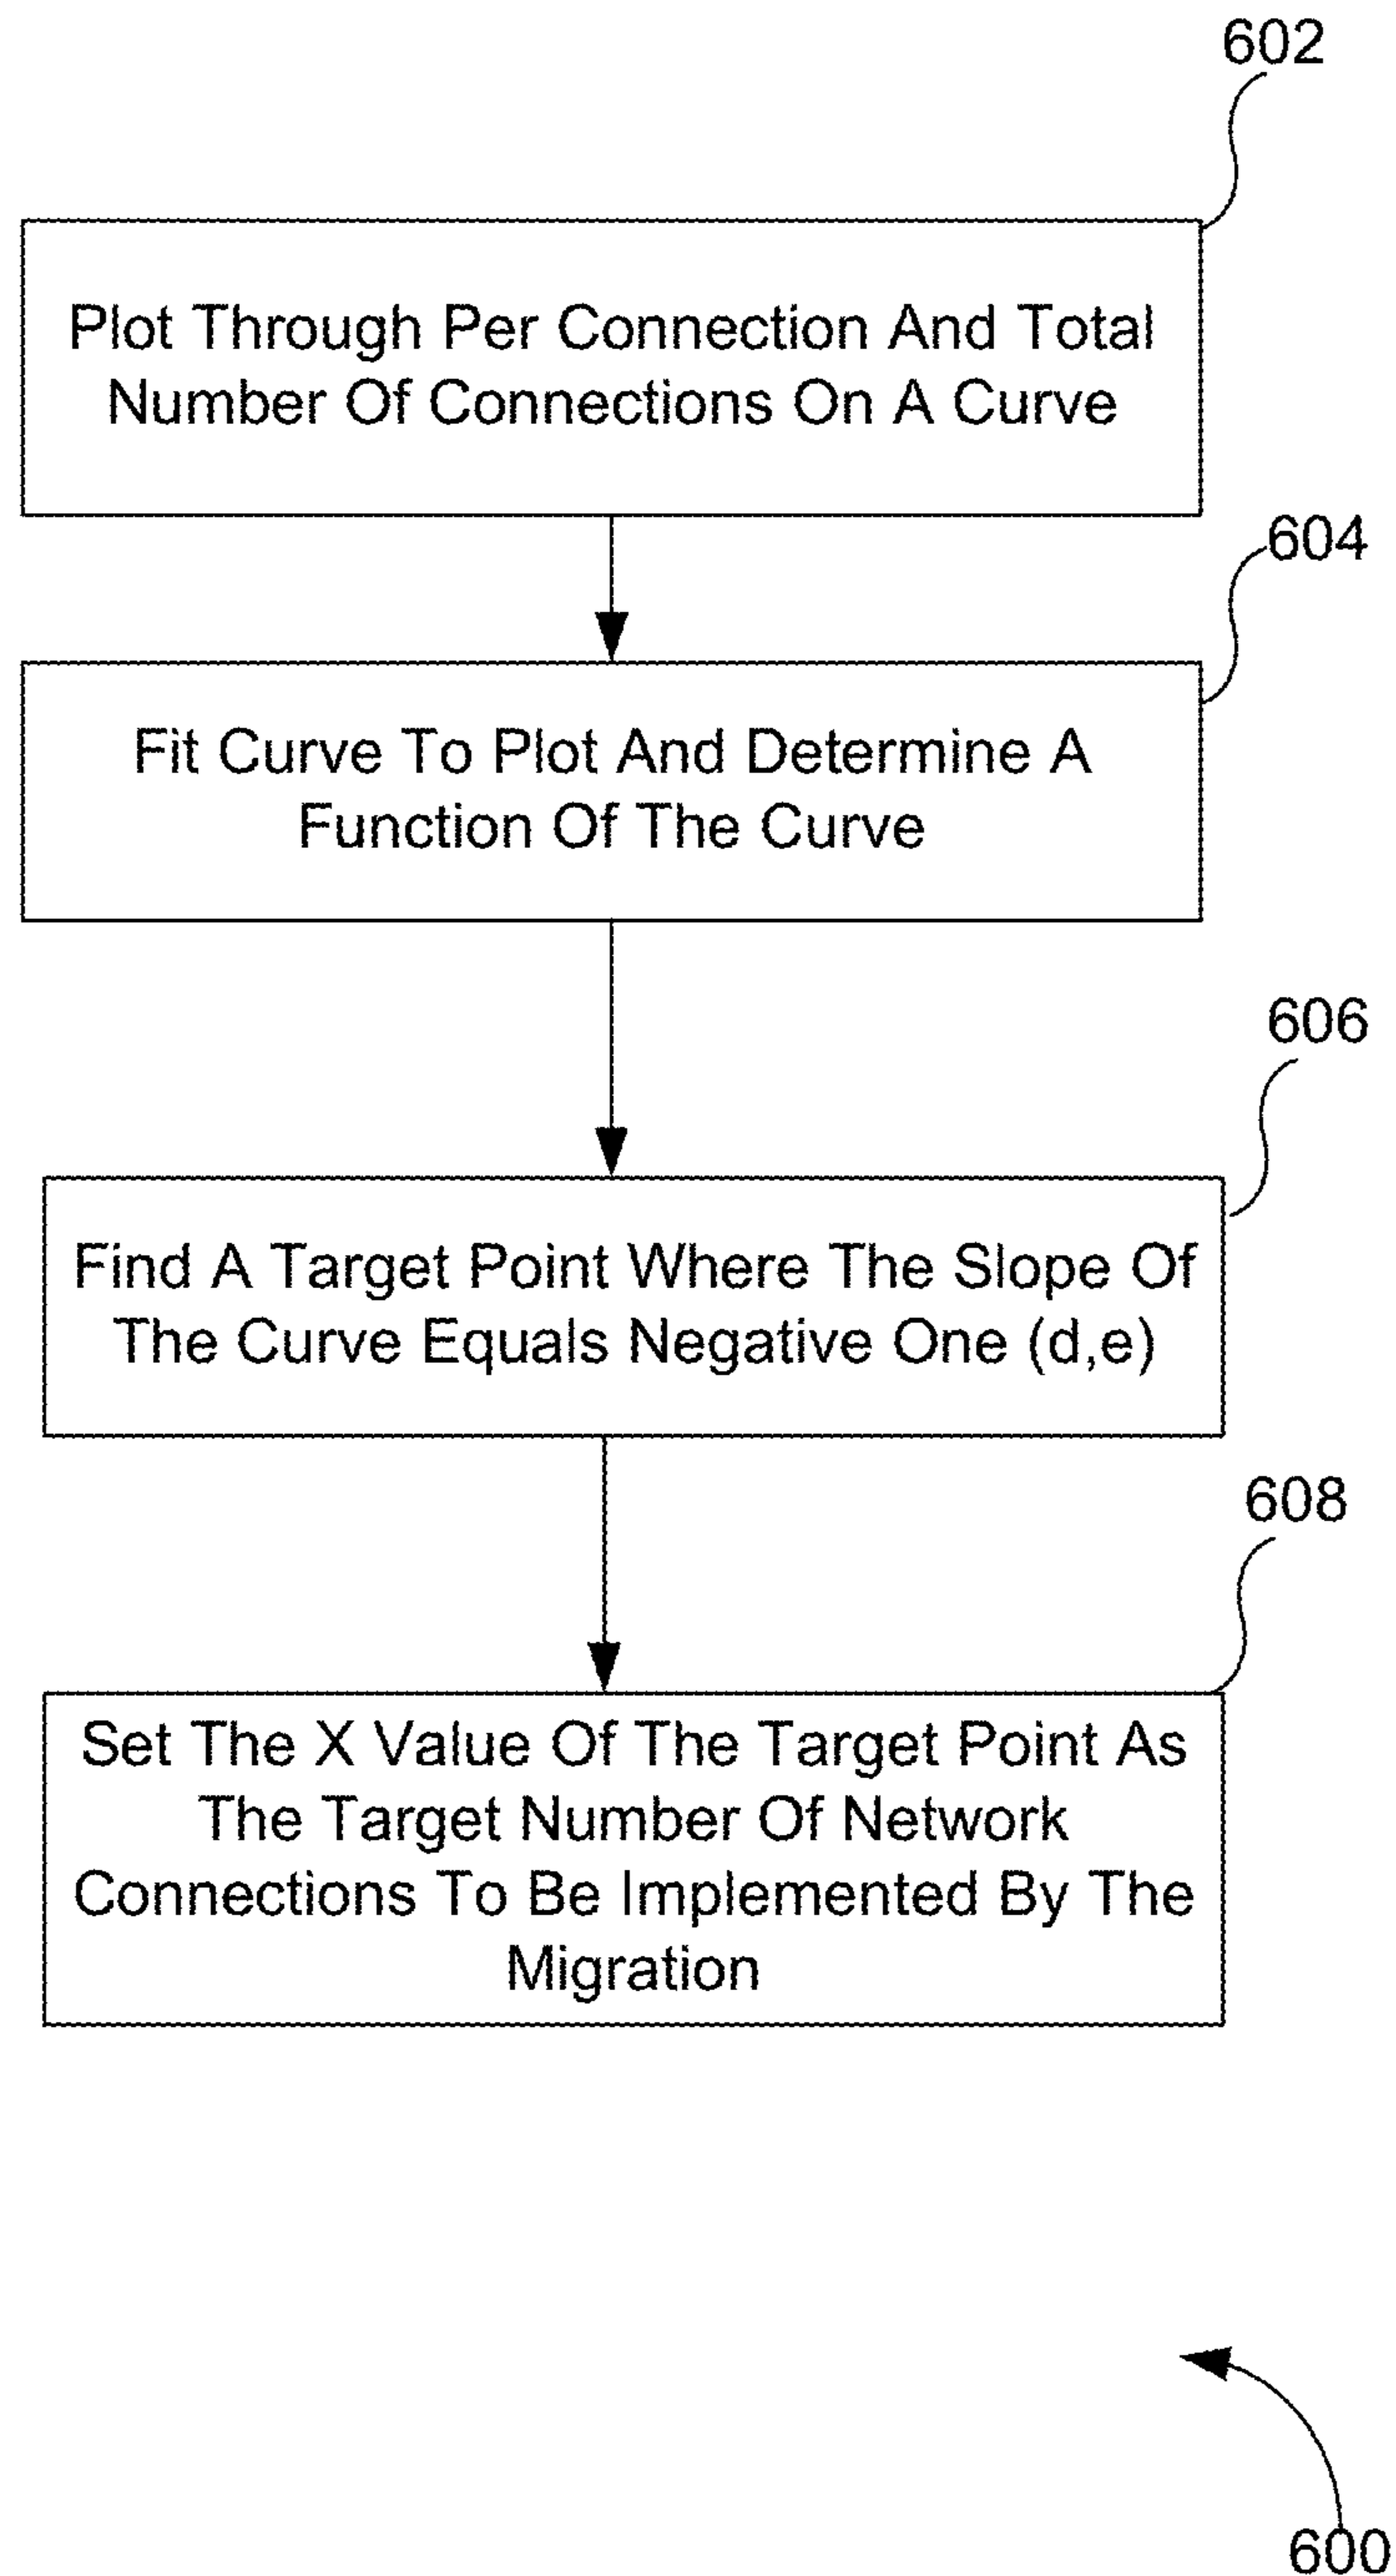 602
Plot Through Per Connection And Total
Number Of Connections On A Curve
604
Fit Curve To Plot And Determine A
Function Of The Curve
606
Find A Target Point Where The Slope Of
The Curve Equals Negative One (d,e)
608
Set The X Value Of The Target Point As
The Target Number Of Network
Connections To Be Implemented By The
Migration
600